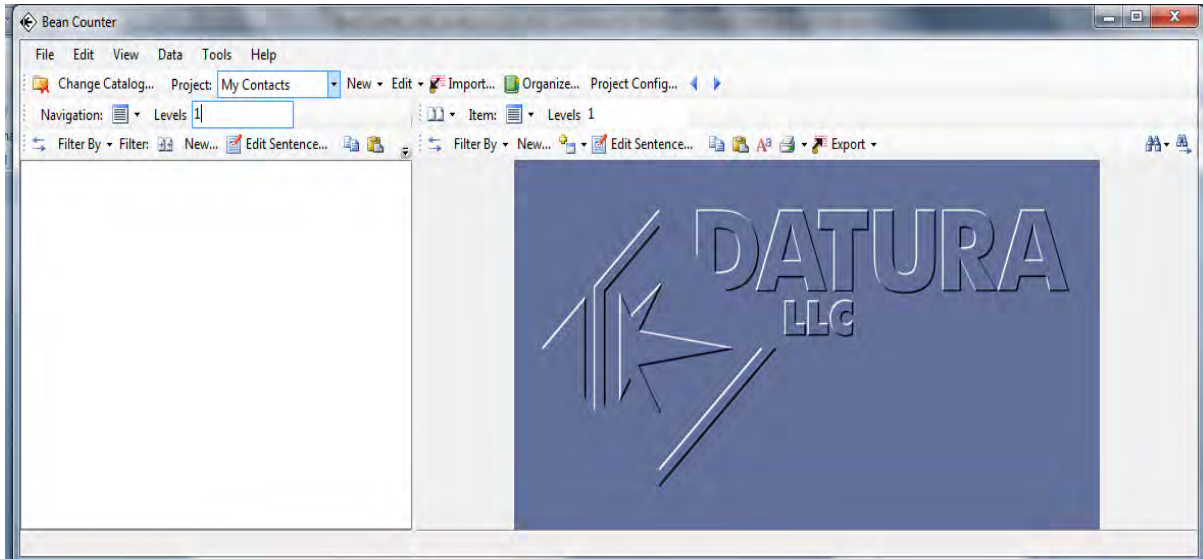 Bean Counter
File Edit View Data Tools Help
Change Catalog... Project: My Contacts New Edit Import... Organize... Project Config...
Navigation: Levels 1 Item: Levels 1
Filter By Filter: New... Edit Sentence... Filter By New... Edit Sentence... Export
DATURA
LLC